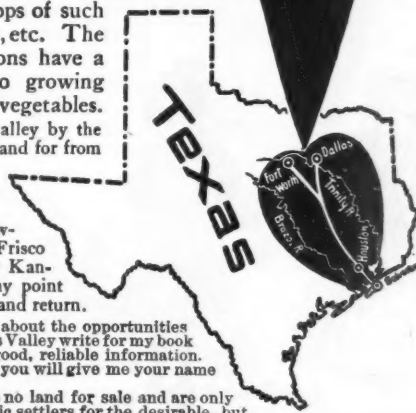 ops of such
, etc. The
ons have a
o growing
vegetables.
alley by the
and for from
w-
Frisco
Kan-
ny point
and return.
about the opportunities
s Valley write for my book
ood, reliable information.
you will give me your name
no land for sale and are only
ic settlers for the desirable, but
Texas
Fort
Worth
Dallas
Trinity R.
Brazos R.
Houston